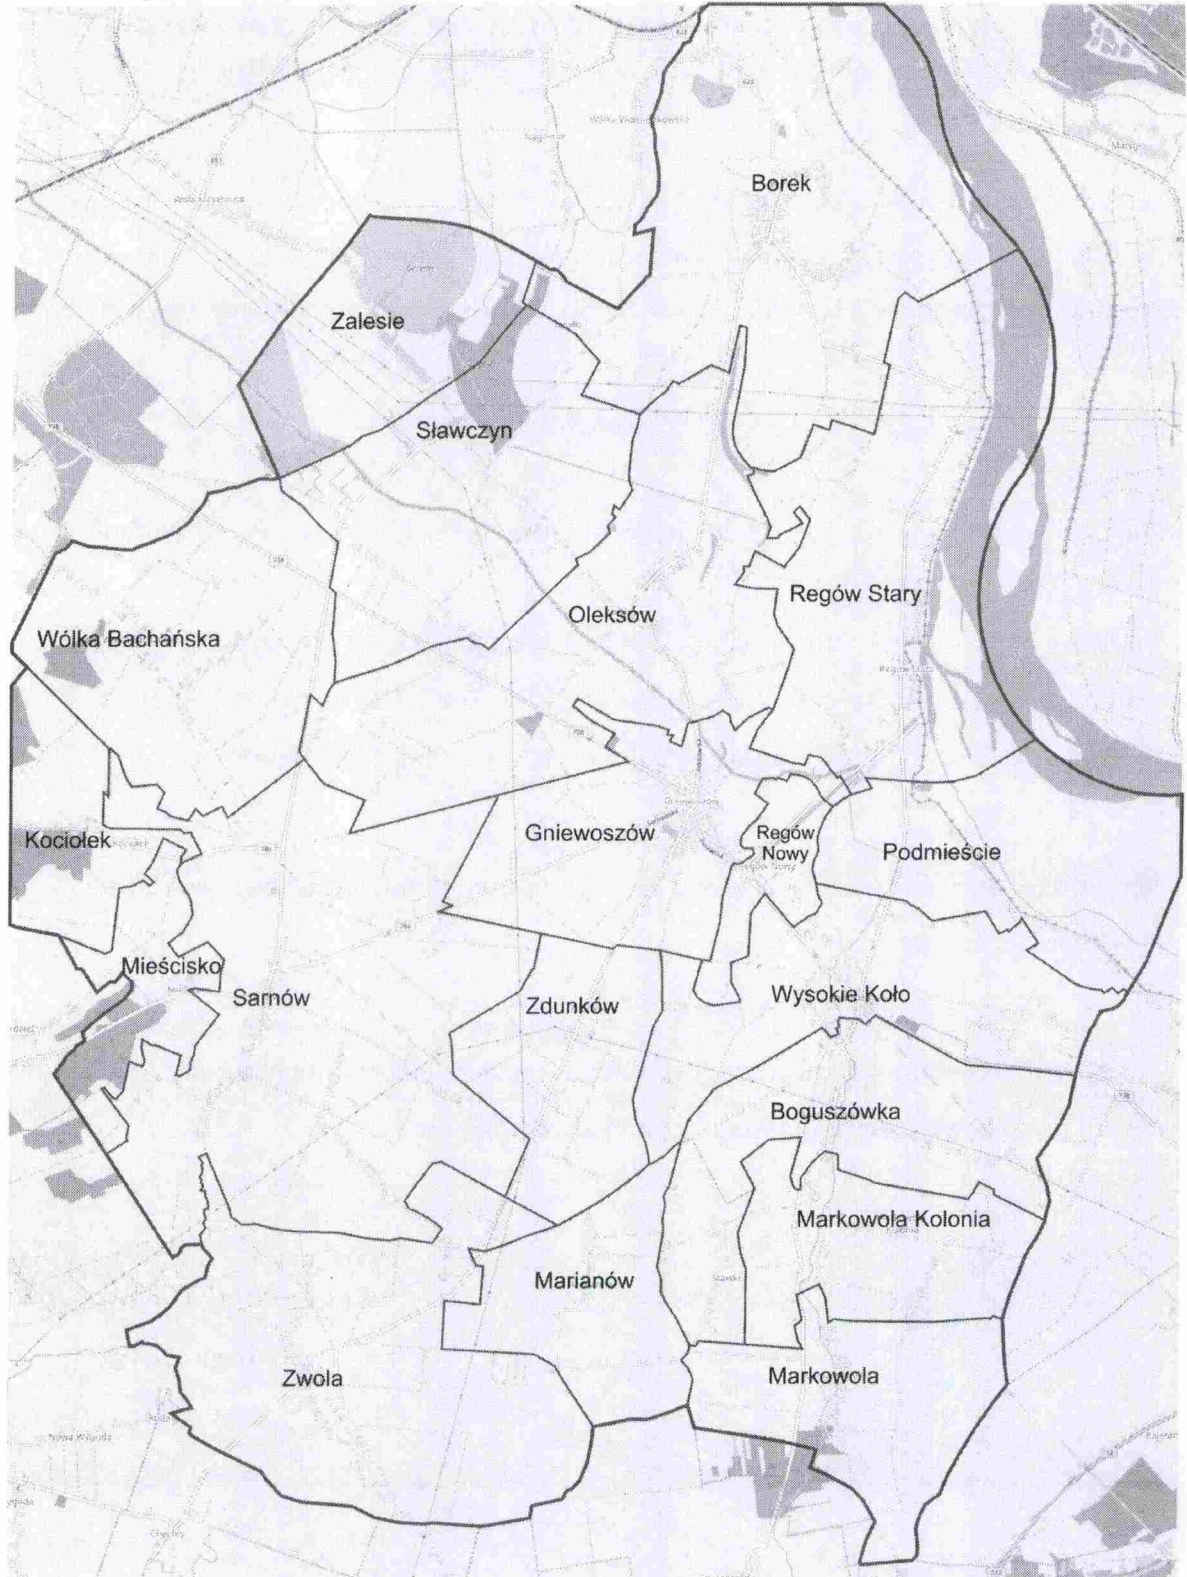 Borek
Zalesie
Sławczyn
Regów Stary
Oleksów
Wólka Bachańska
Gniewoszów
Regów
Nowy
Podmieście
Kociołek
Mieścisko
Sarnów
Zdunków
Wysokie Koło
Boguszówka
Markowola Kolonia
Marianów
Zwola
Markowola